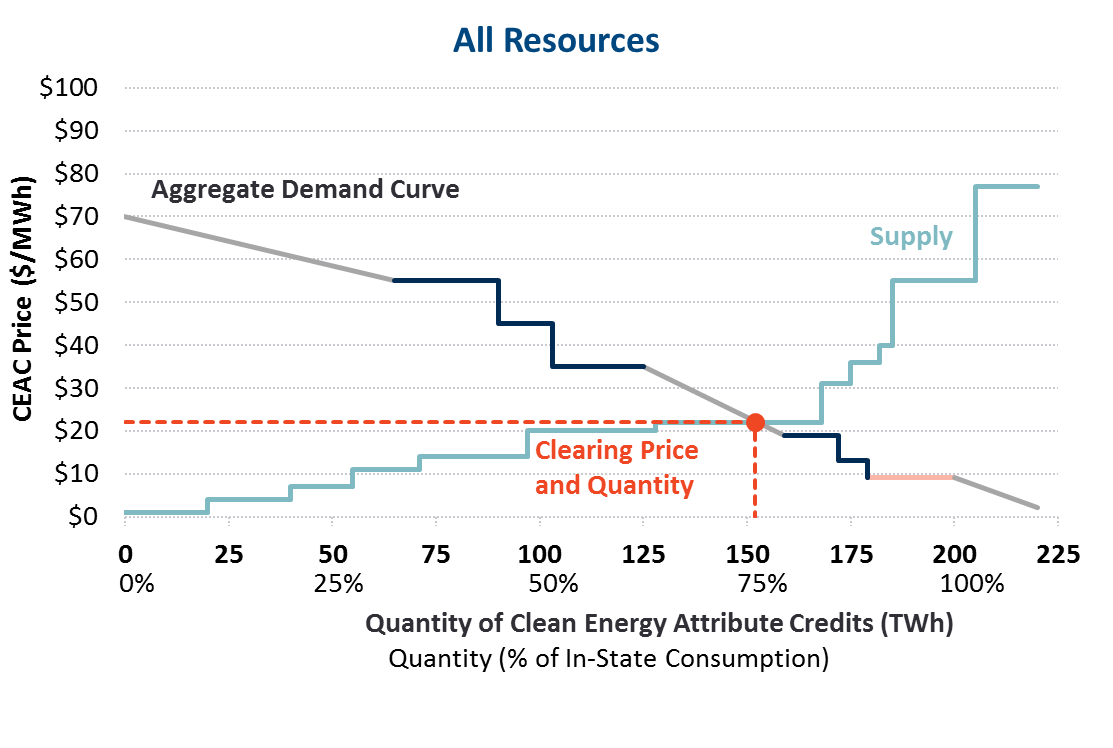 All Resources
$100
$90
$80
$70
$60
$50
$40
$30
$20
$10
$0
CEAC Price ($/MWh)
Aggregate Demand Curve
Supply
Clearing Price
and Quantity
0 25 50 75 100 125 150 175 200 225
0% 25% 50% 75% 100%
Quantity of Clean Energy Attribute Credits (TWh)
Quantity (% of In-State Consumption)